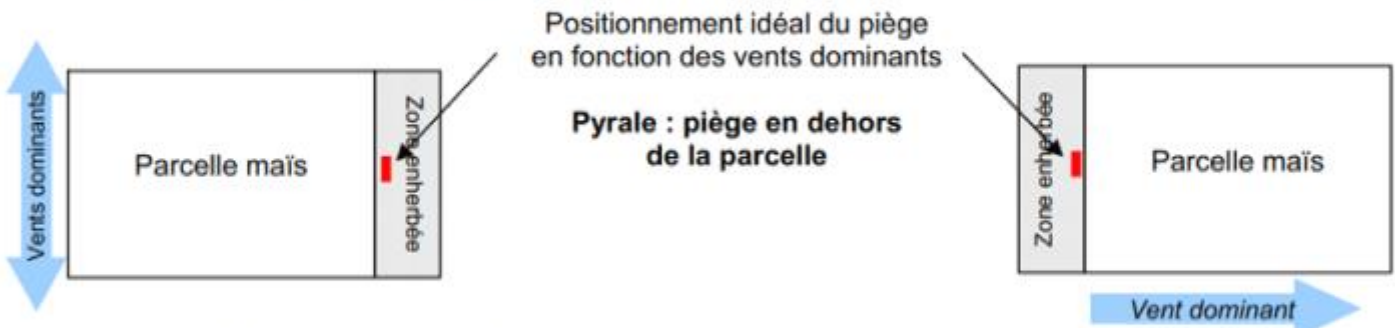 Positionnement idéal du piège
en fonction des vents dominants
Pyrale : piège en dehors
de la parcelle
Vents dominants
Parcelle maïs
Zone enherbée
Zone enherbée
Parcelle maïs
Vent dominant